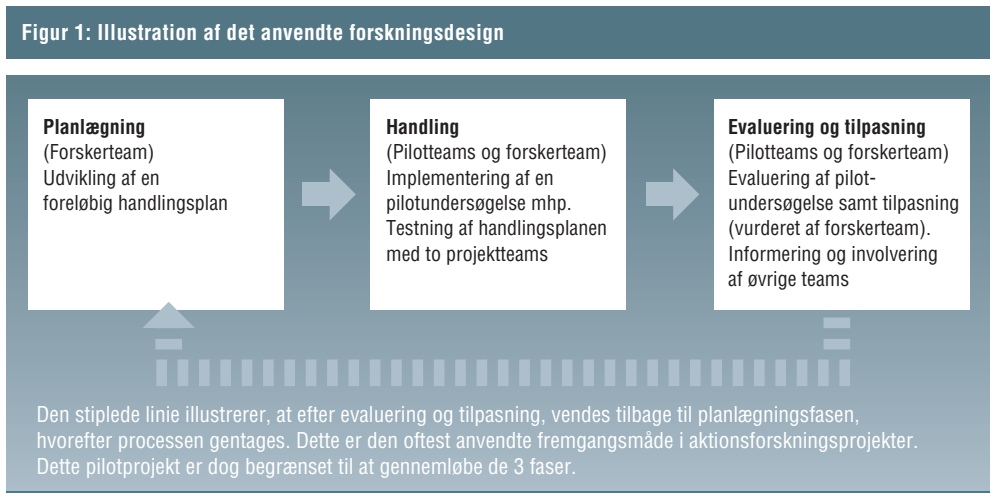 Figur 1: Illustration af det anvendte forskningsdesign
Planlægning
(Forskerteam)
Udvikling af en
foreløbig handlingsplan
Handling
(Pilotteams og forskerteam)
Implementering af en
pilotundersøgelse mhp.
Testning af handlingsplanen
med to projektteams
Evaluering og tilpasning
(Pilotteams og forskerteam)
Evaluering af pilot-
undersøgelse samt tilpasning
(vurderet af forskerteam).
Informering og involvering
af øvrige teams
Den stiplede linie illustrerer, at efter evaluering og tilpasning, vendes tilbage til planlægningsfasen,
hvorefter processen gentages. Dette er den oftest anvendte fremgangsmåde i aktionsforskningsprojekter.
Dette pilotprojekt er dog begrænset til at gennemløbe de 3 faser.